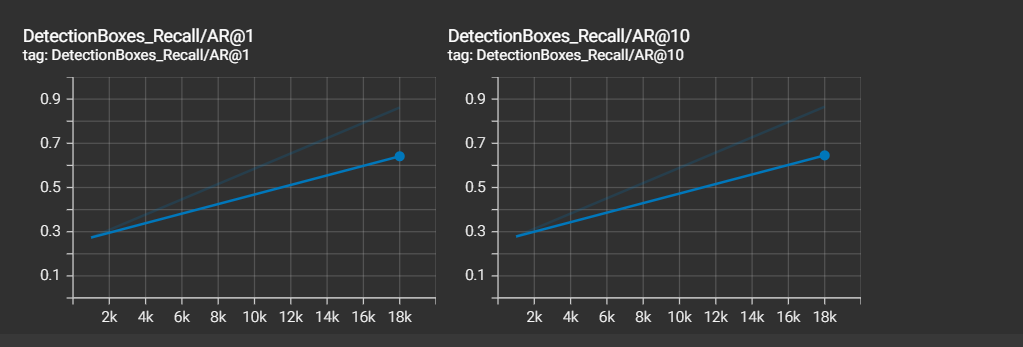 DetectionBoxes_Recall/AR@1
tag: DetectionBoxes_Recall/AR@1
0.9
0.7
0.5
0.3
0.1
2k 4k 6k 8k 10k 12k 14k 16k 18k
DetectionBoxes_Recall/AR@10
tag: DetectionBoxes_Recall/AR@10
0.9
0.7
0.5
0.3
0.1
2k 4k 6k 8k 10k 12k 14k 16k 18k